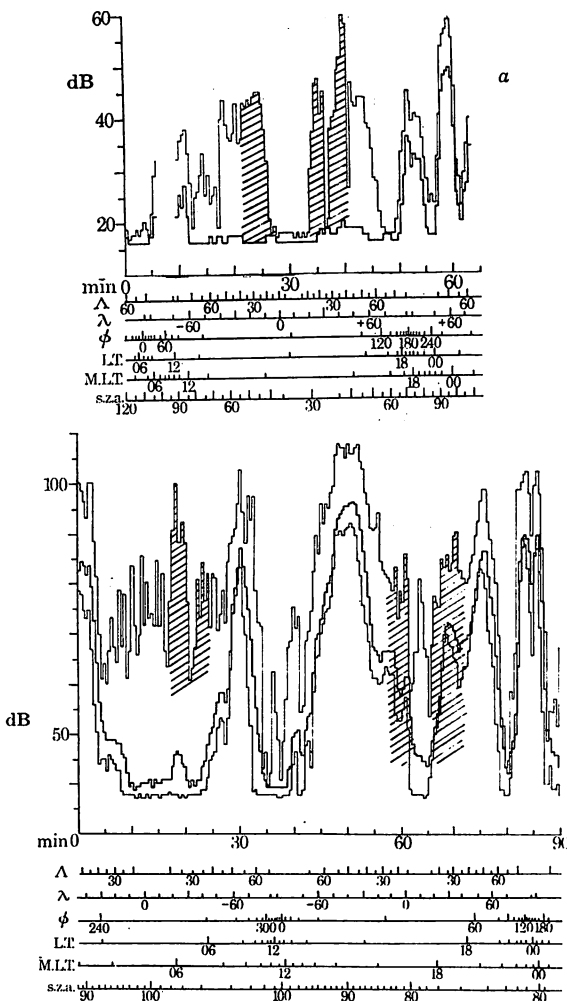 60
dB
a
40
20
min 0 30 60
Λ 60 60 30 30 60 60
λ -60 0 +60 +60
ϕ 0 60 120 180 240
L.T. 06 12 18 00
M.L.T. 06 12 18 00
s.z.a. 120 90 60 30 60 90
100
dB
50
min 0 30 60 90
Λ 30 30 60 60 30 30 60
λ 0 -60 -60 0 60
ϕ 240 300 0 60 120 180
L.T. 06 12 18 00
M.L.T. 06 12 18 00
s.z.a. 90 100 100 90 80 80